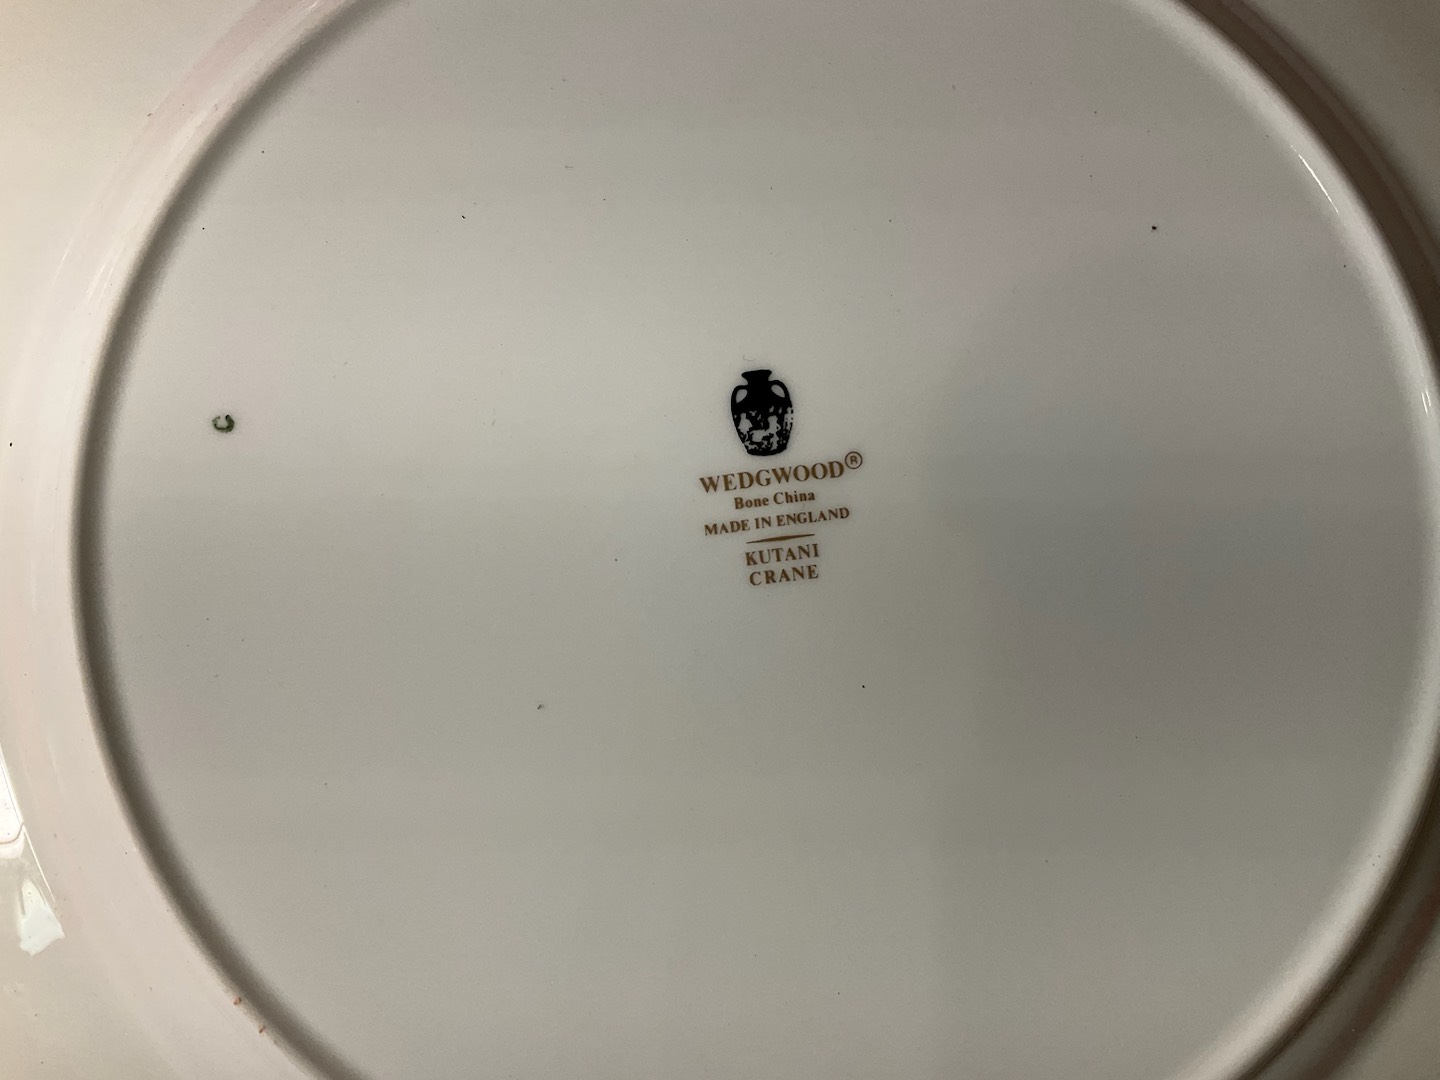 WEDGWOOD®
Bone China
MADE IN ENGLAND
KUTANI
CRANE